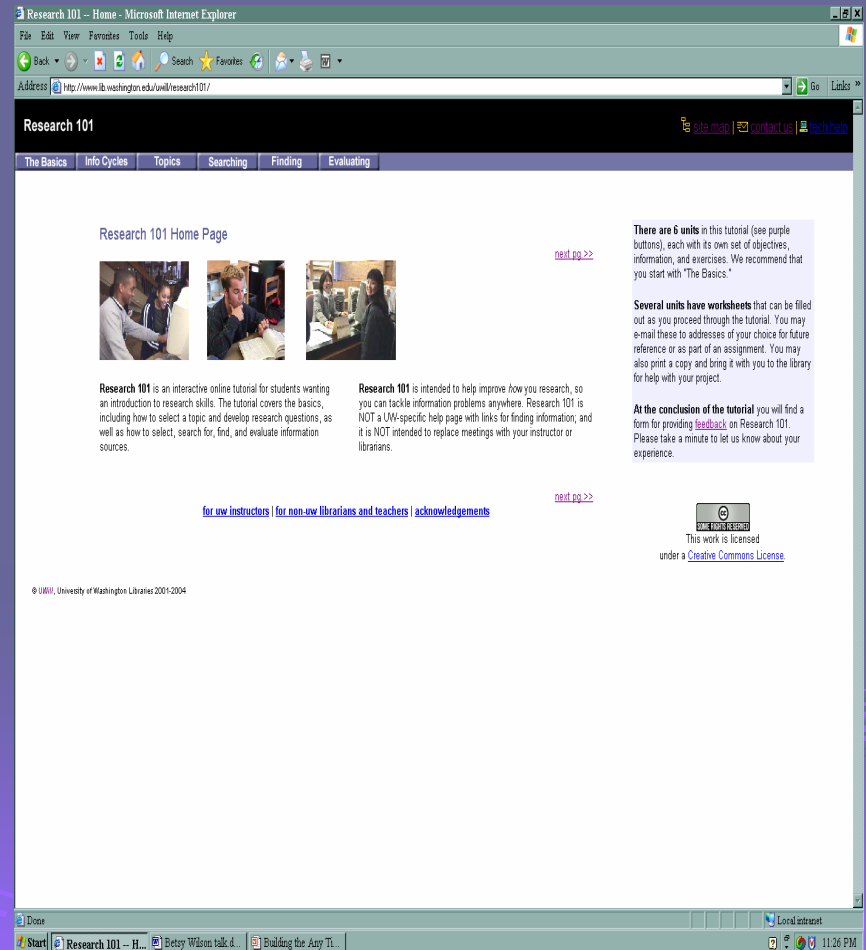 Research 101 -- Home - Microsoft Internet Explorer
File Edit View Favorites Tools Help
Back Search Favorites
Address http://www.lib.washington.edu/uwill/research101/ Go Links »
Research 101
site map | contact us | tech help
The Basics Info Cycles Topics Searching Finding Evaluating
Research 101 Home Page
next pg >>
Research 101 is an interactive online tutorial for students wanting
an introduction to research skills. The tutorial covers the basics,
including how to select a topic and develop research questions, as
well as how to select, search for, find, and evaluate information
sources.
Research 101 is intended to help improve how you research, so
you can tackle information problems anywhere. Research 101 is
NOT a UW-specific help page with links for finding information; and
it is NOT intended to replace meetings with your instructor or
librarians.
next pg >>
for uw instructors | for non-uw librarians and teachers | acknowledgements
There are 6 units in this tutorial (see purple
buttons), each with its own set of objectives,
information, and exercises. We recommend that
you start with "The Basics."
Several units have worksheets that can be filled
out as you proceed through the tutorial. You may
e-mail these to addresses of your choice for future
reference or as part of an assignment. You may
also print a copy and bring it with you to the library
for help with your project.
At the conclusion of the tutorial you will find a
form for providing feedback on Research 101.
Please take a minute to let us know about your
experience.
cc
SOME RIGHTS RESERVED
This work is licensed
under a Creative Commons License.
© UWill, University of Washington Libraries 2001-2004
Done Local intranet
Start Research 101 -- H... Betsy Wilson talk d... Building the Any Ti... 11:26 PM